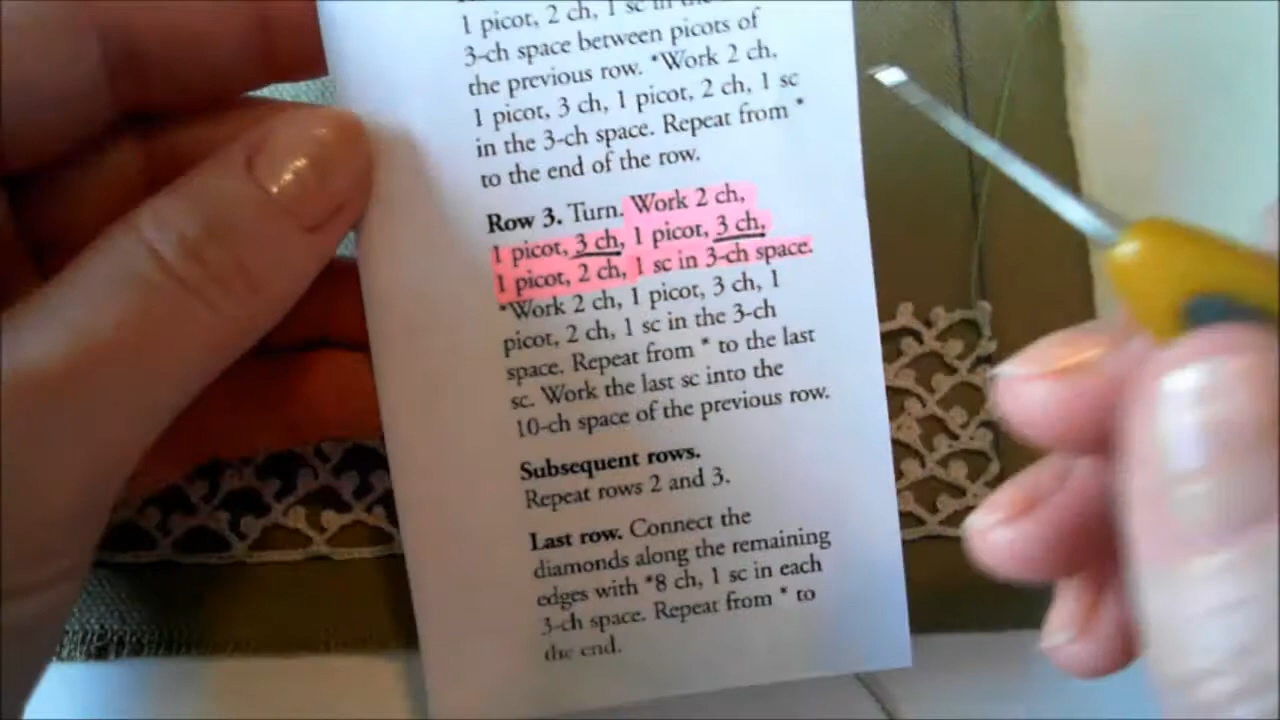 1 picot, 2 ch, 1 sc in the
3-ch space between picots of
the previous row. *Work 2 ch,
1 picot, 3 ch, 1 picot, 2 ch, 1 sc
in the 3-ch space. Repeat from *
to the end of the row.
Row 3. Turn. Work 2 ch,
1 picot, 3 ch, 1 picot, 3 ch,
1 picot, 2 ch, 1 sc in 3-ch space.
*Work 2 ch, 1 picot, 3 ch, 1
picot, 2 ch, 1 sc in the 3-ch
space. Repeat from * to the last
sc. Work the last sc into the
10-ch space of the previous row.
Subsequent rows.
Repeat rows 2 and 3.
Last row. Connect the
diamonds along the remaining
edges with *8 ch, 1 sc in each
3-ch space. Repeat from * to
the end.